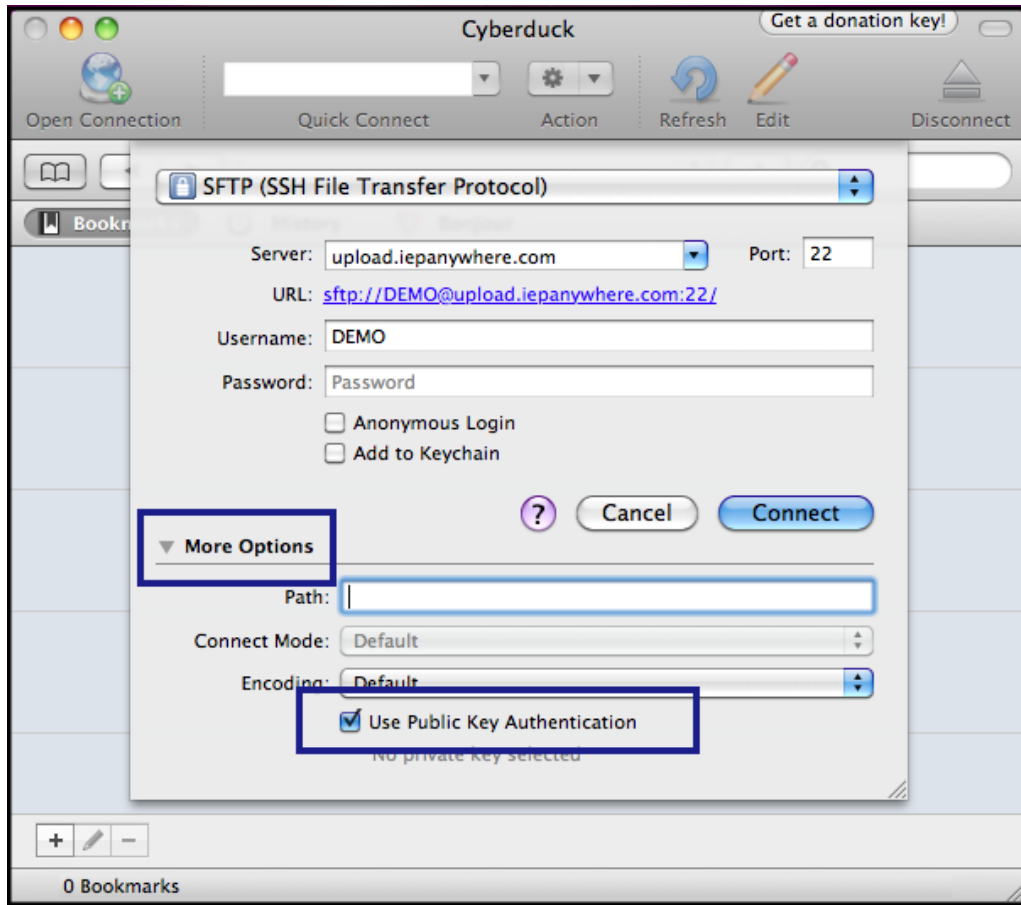 Cyberduck
Get a donation key!
Open Connection
Quick Connect
Action
Refresh
Edit
Disconnect
SFTP (SSH File Transfer Protocol)
History
Bonjour
Server: upload.iepanywhere.com Port: 22
URL: sftp://DEMO@upload.iepanywhere.com:22/
Username: DEMO
Password: Password
Anonymous Login
Add to Keychain
? Cancel Connect
More Options
Path:
Connect Mode: Default
Encoding: Default
Use Public Key Authentication
No private key selected
0 Bookmarks